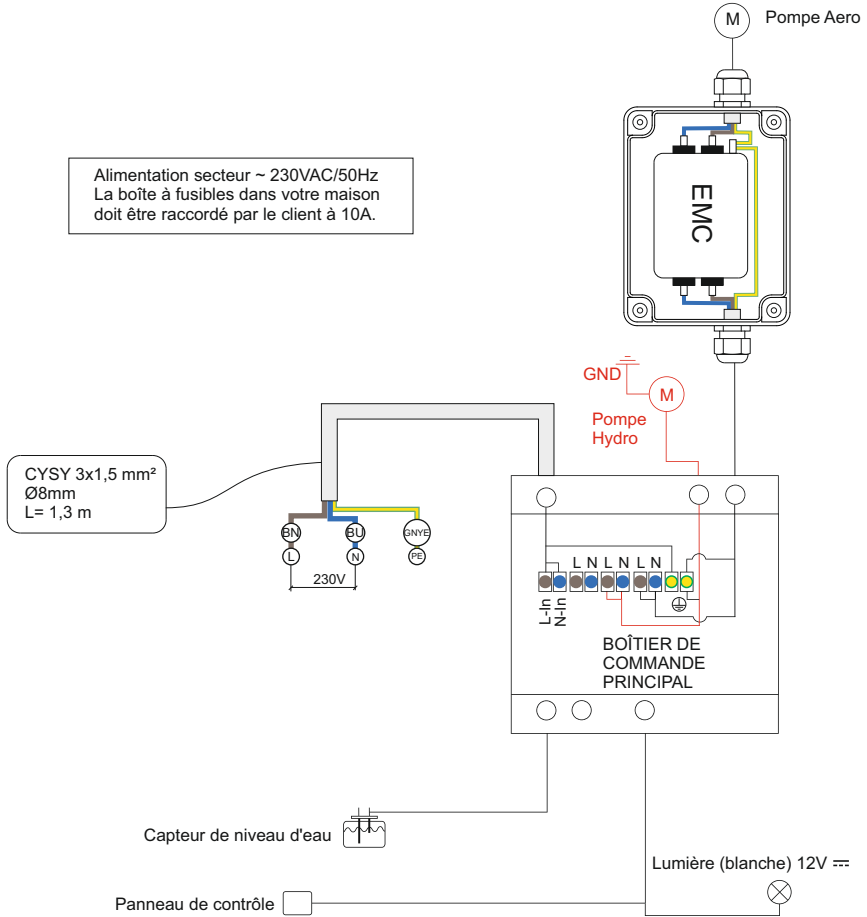 M
Pompe Aero
Alimentation secteur ~ 230VAC/50Hz
La boîte à fusibles dans votre maison
doit être raccordé par le client à 10A.
EMC
GND
M
Pompe
Hydro
CYSY 3x1,5 mm²
Ø8mm
L= 1,3 m
BN BU GNYE
L N PE
230V
L N L N L N
L-In
N-In
BOÎTIER DE
COMMANDE
PRINCIPAL
Capteur de niveau d'eau
Lumière (blanche) 12V ⎓
Panneau de contrôle